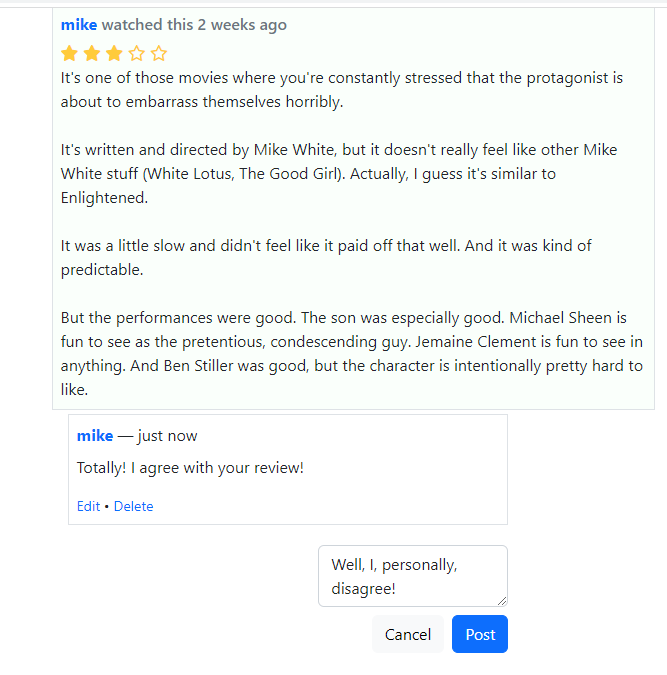 mike watched this 2 weeks ago
It's one of those movies where you're constantly stressed that the protagonist is
about to embarrass themselves horribly.
It's written and directed by Mike White, but it doesn't really feel like other Mike
White stuff (White Lotus, The Good Girl). Actually, I guess it's similar to
Enlightened.
It was a little slow and didn't feel like it paid off that well. And it was kind of
predictable.
But the performances were good. The son was especially good. Michael Sheen is
fun to see as the pretentious, condescending guy. Jemaine Clement is fun to see in
anything. And Ben Stiller was good, but the character is intentionally pretty hard to
like.
mike — just now
Totally! I agree with your review!
Edit • Delete
Well, I, personally,
disagree!
Cancel Post